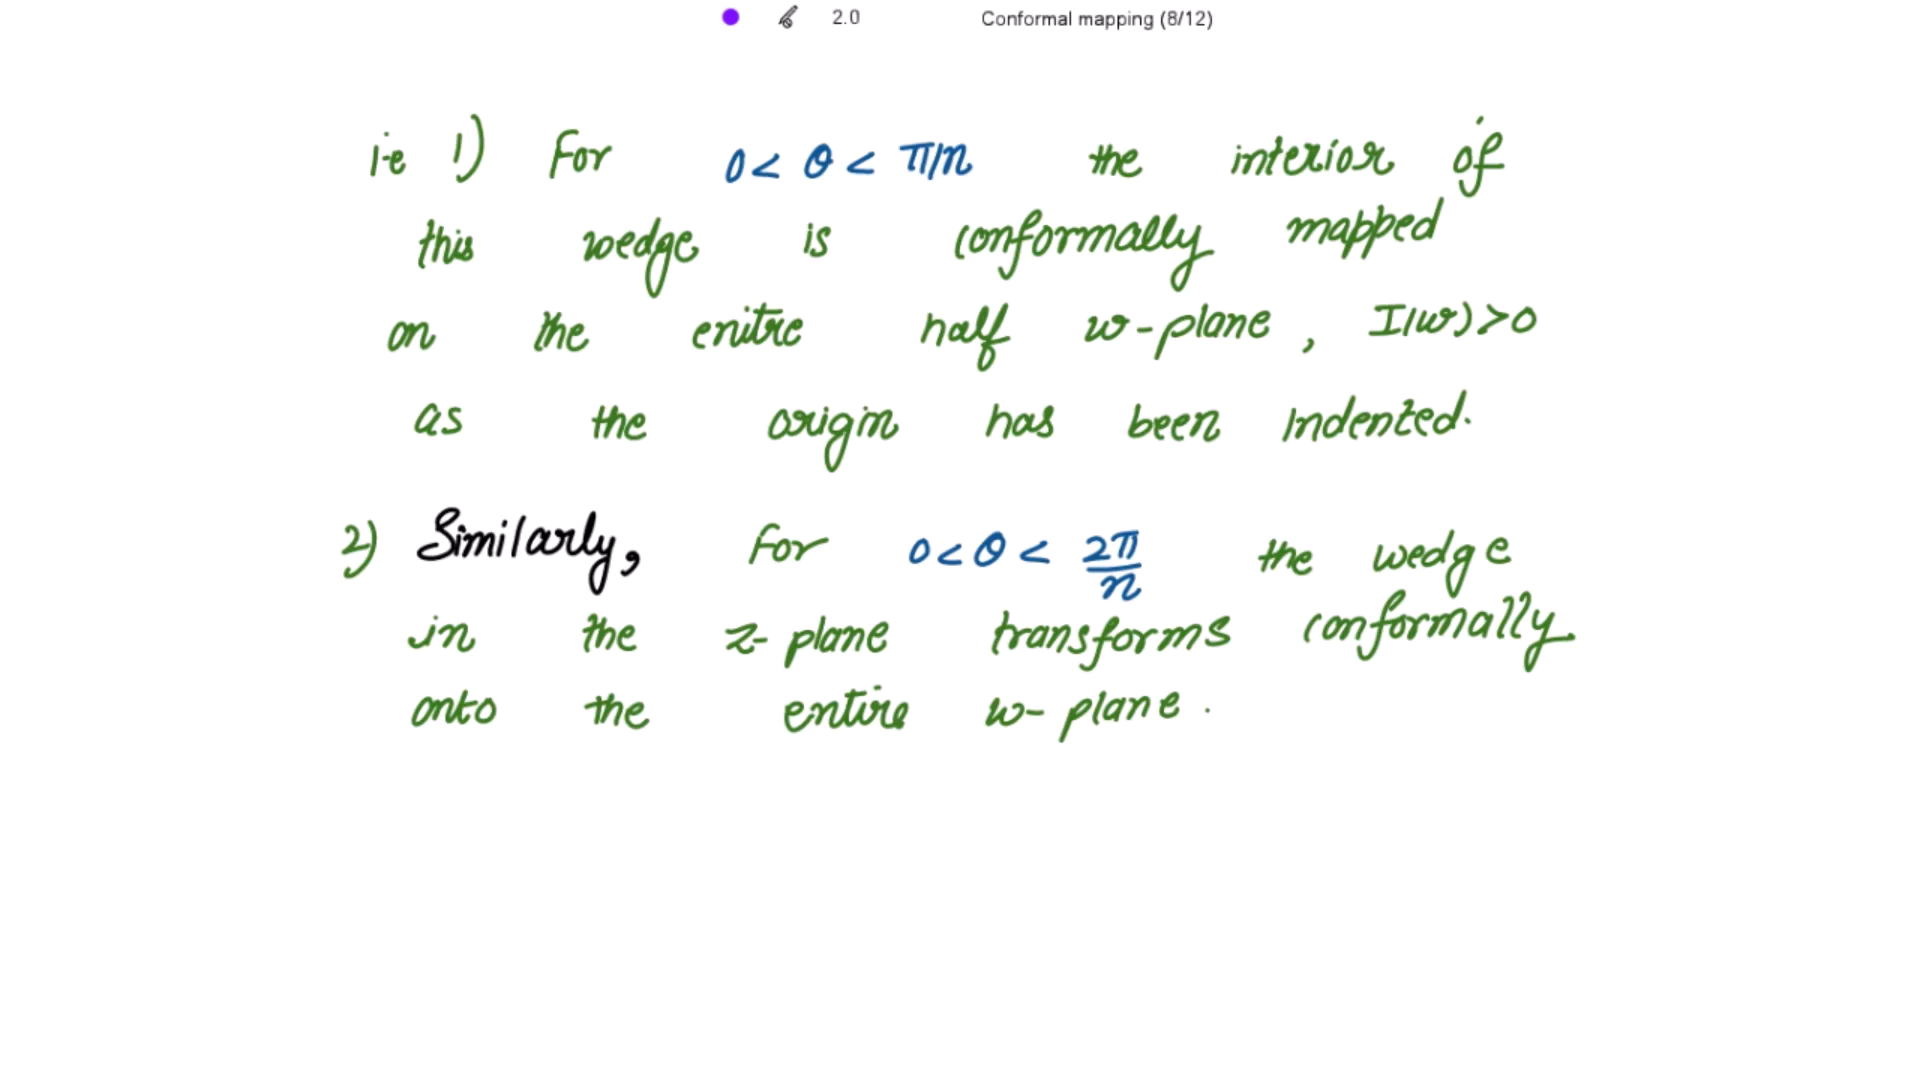 2.0 Conformal mapping (8/12)
i.e 1) For 0 < θ < π/n the interior of
this wedge is conformally mapped
on the enitre half w-plane, I(w)>0
as the origin has been indented.
2) Similarly, for 0 < θ < 2π/n the wedge
in the z-plane transforms conformally
onto the entire w-plane.